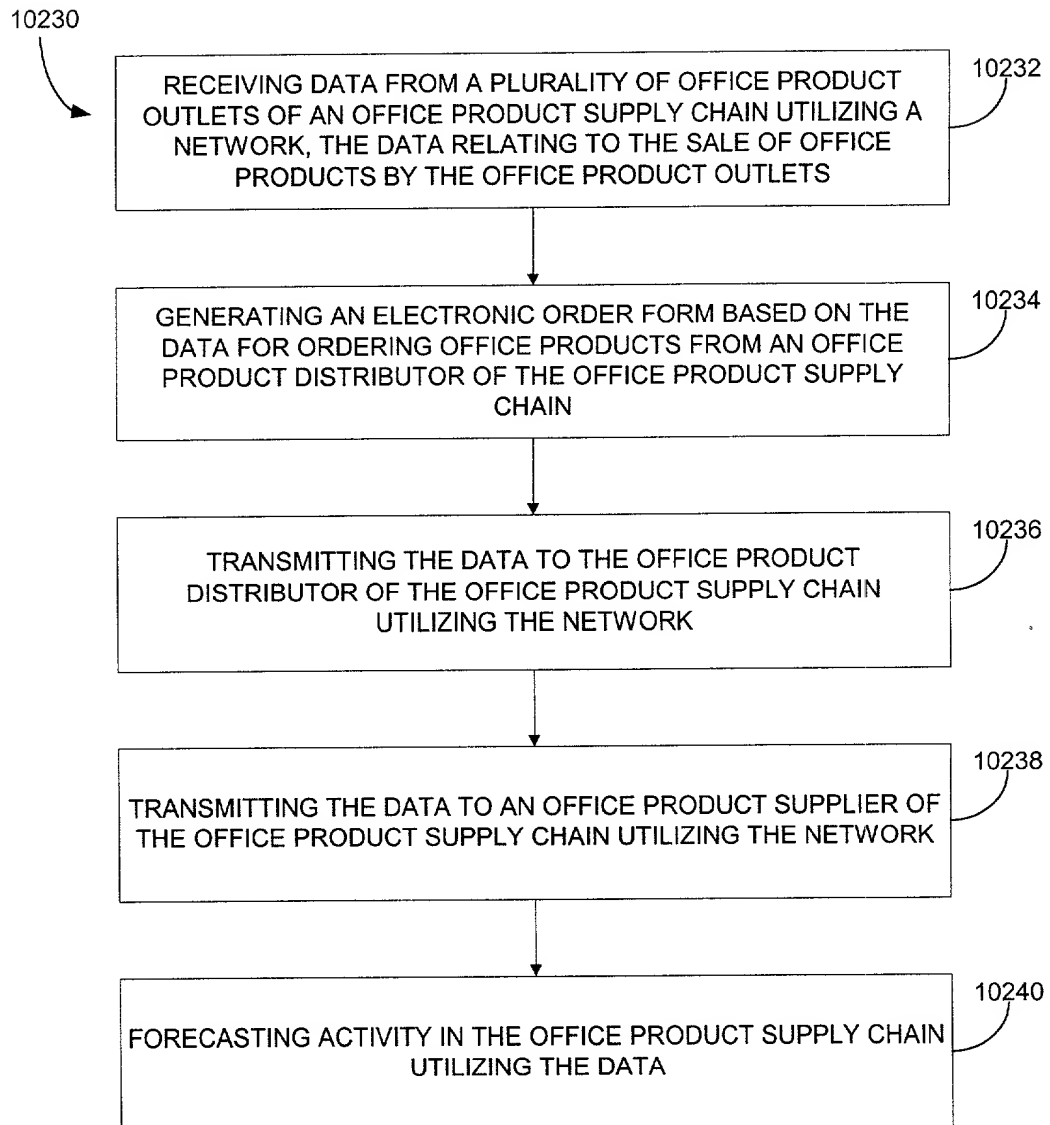 10230
10232
RECEIVING DATA FROM A PLURALITY OF OFFICE PRODUCT
OUTLETS OF AN OFFICE PRODUCT SUPPLY CHAIN UTILIZING A
NETWORK, THE DATA RELATING TO THE SALE OF OFFICE
PRODUCTS BY THE OFFICE PRODUCT OUTLETS
10234
GENERATING AN ELECTRONIC ORDER FORM BASED ON THE
DATA FOR ORDERING OFFICE PRODUCTS FROM AN OFFICE
PRODUCT DISTRIBUTOR OF THE OFFICE PRODUCT SUPPLY
CHAIN
10236
TRANSMITTING THE DATA TO THE OFFICE PRODUCT
DISTRIBUTOR OF THE OFFICE PRODUCT SUPPLY CHAIN
UTILIZING THE NETWORK
10238
TRANSMITTING THE DATA TO AN OFFICE PRODUCT SUPPLIER OF
THE OFFICE PRODUCT SUPPLY CHAIN UTILIZING THE NETWORK
10240
FORECASTING ACTIVITY IN THE OFFICE PRODUCT SUPPLY CHAIN
UTILIZING THE DATA